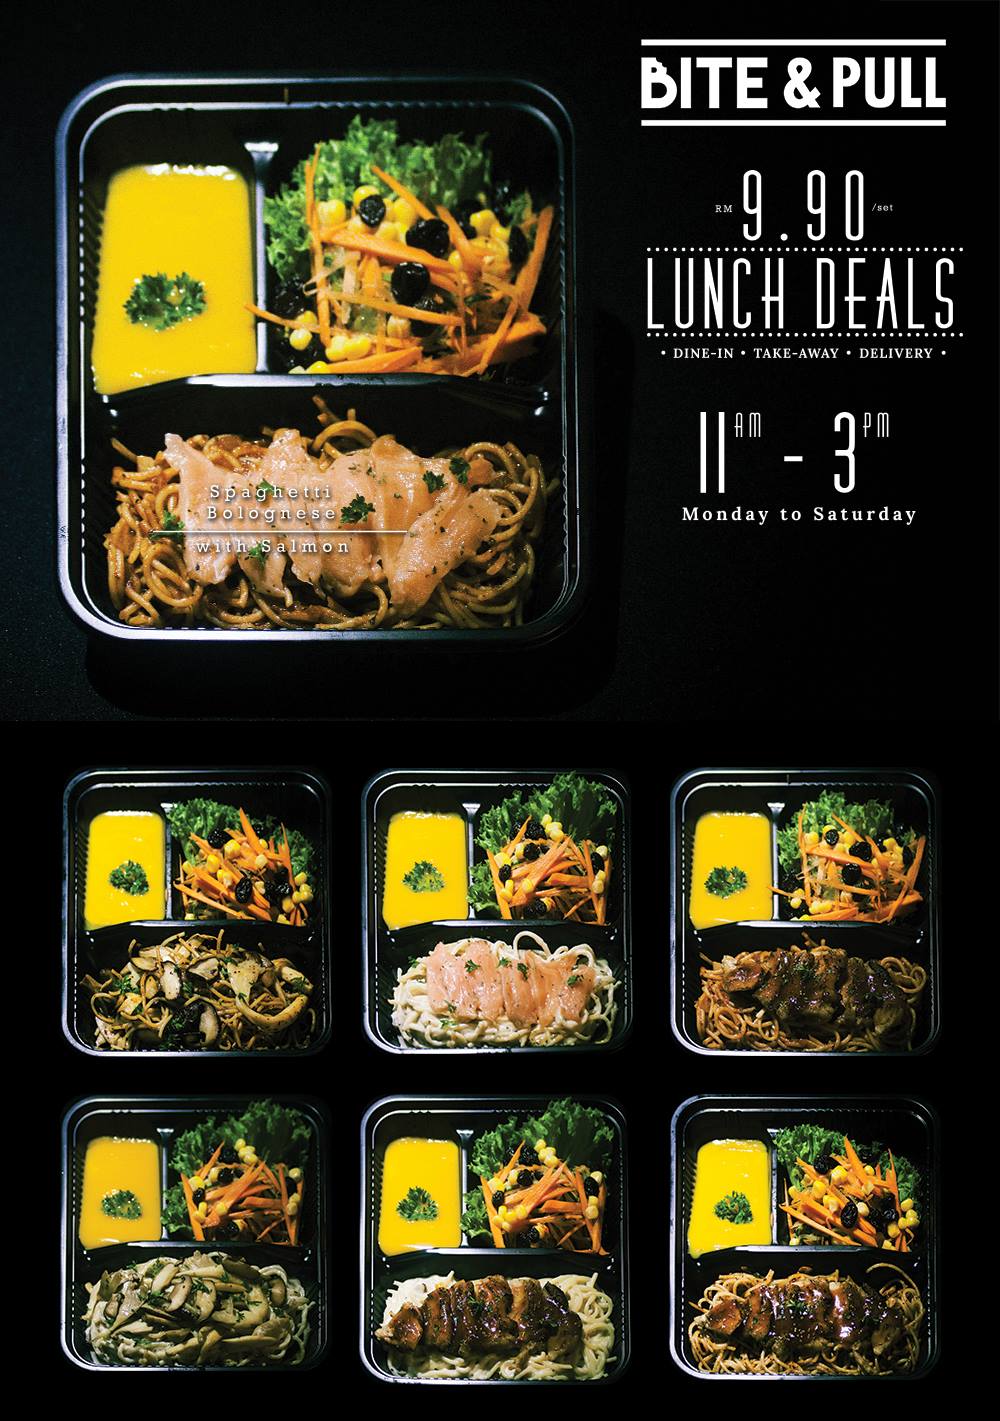 BITE & PULL
RM 9.90 /set
LUNCH DEALS
• DINE-IN • TAKE-AWAY • DELIVERY •
11AM - 3PM
Monday to Saturday
Spaghetti
Bolognese
with Salmon